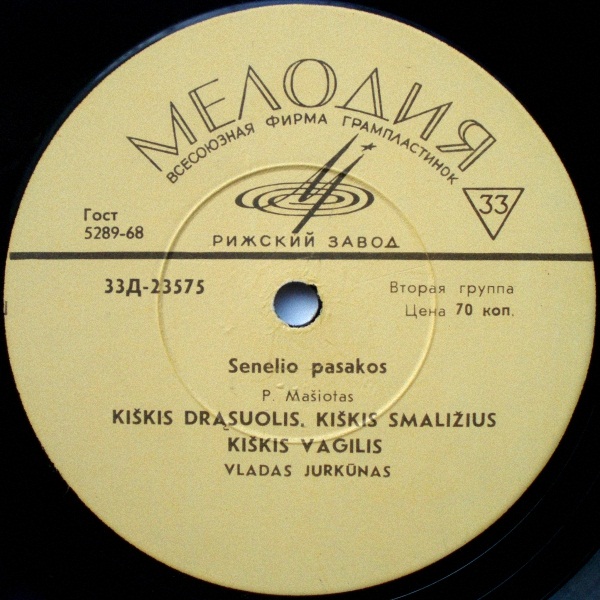 МЕЛОДИЯ
ВСЕСОЮЗНАЯ ФИРМА ГРАМПЛАСТИНОК
33
РИЖСКИЙ ЗАВОД
Гост
5289-68
33Д-23575
Вторая группа
Цена 70 коп.
Senelio pasakos
P. Mašiotas
KIŠKIS DRĄSUOLIS. KIŠKIS SMALIŽIUS
KIŠKIS VAGILIS
VLADAS JURKŪNAS